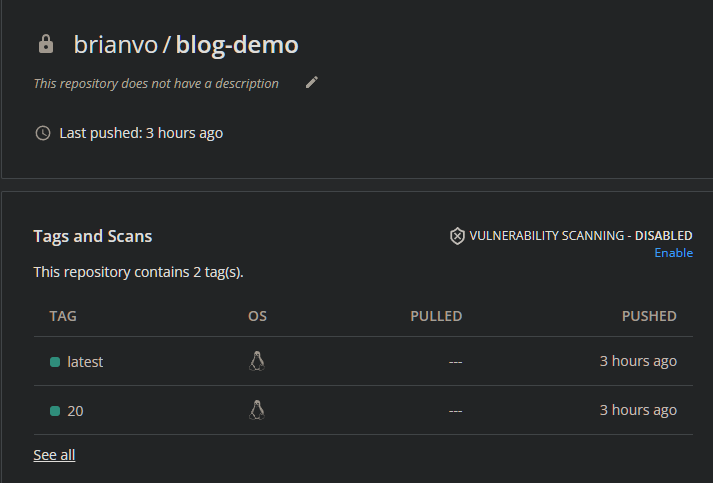 brianvo / blog-demo
This repository does not have a description
Last pushed: 3 hours ago
Tags and Scans
VULNERABILITY SCANNING - DISABLED
Enable
This repository contains 2 tag(s).
TAG OS PULLED PUSHED
latest --- 3 hours ago
20 --- 3 hours ago
See all